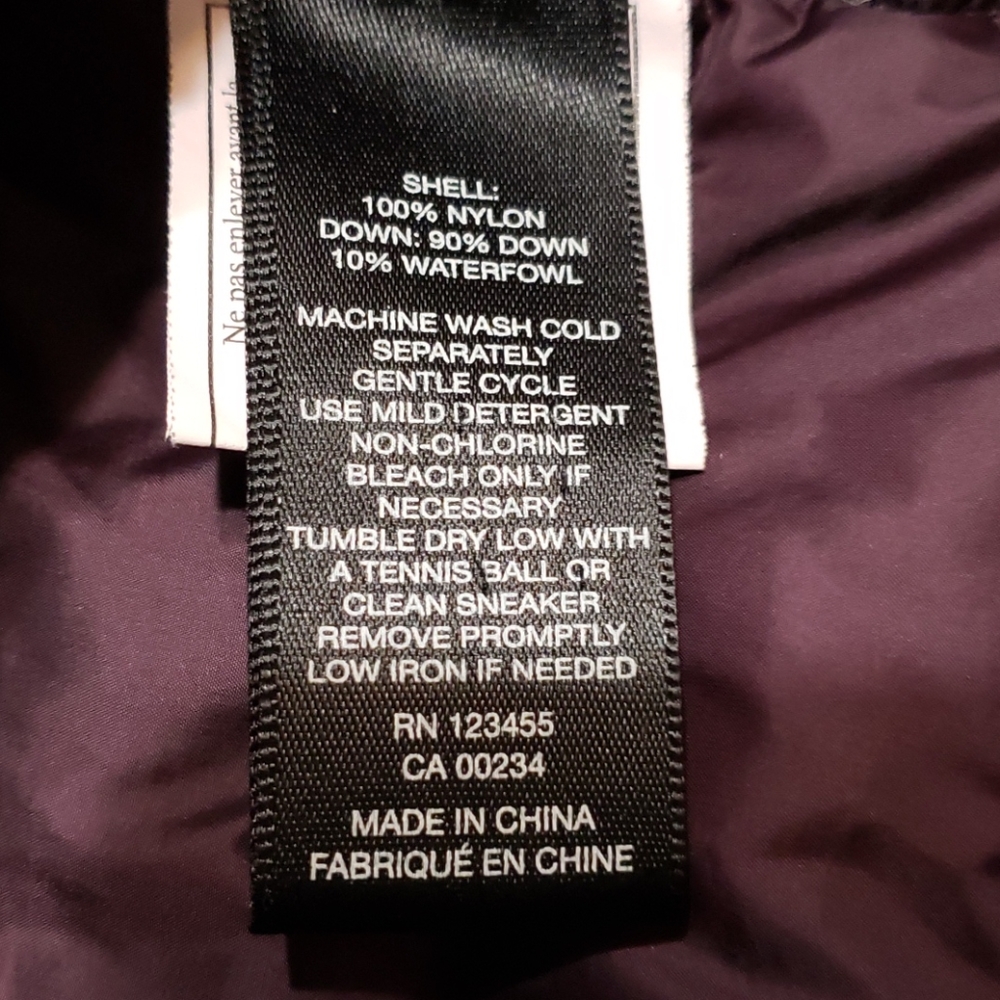 Ne pas enlever avant la
SHELL:
100% NYLON
DOWN: 90% DOWN
10% WATERFOWL
MACHINE WASH COLD
SEPARATELY
GENTLE CYCLE
USE MILD DETERGENT
NON-CHLORINE
BLEACH ONLY IF
NECESSARY
TUMBLE DRY LOW WITH
A TENNIS BALL OR
CLEAN SNEAKER
REMOVE PROMPTLY
LOW IRON IF NEEDED
RN 123455
CA 00234
MADE IN CHINA
FABRIQUÉ EN CHINE